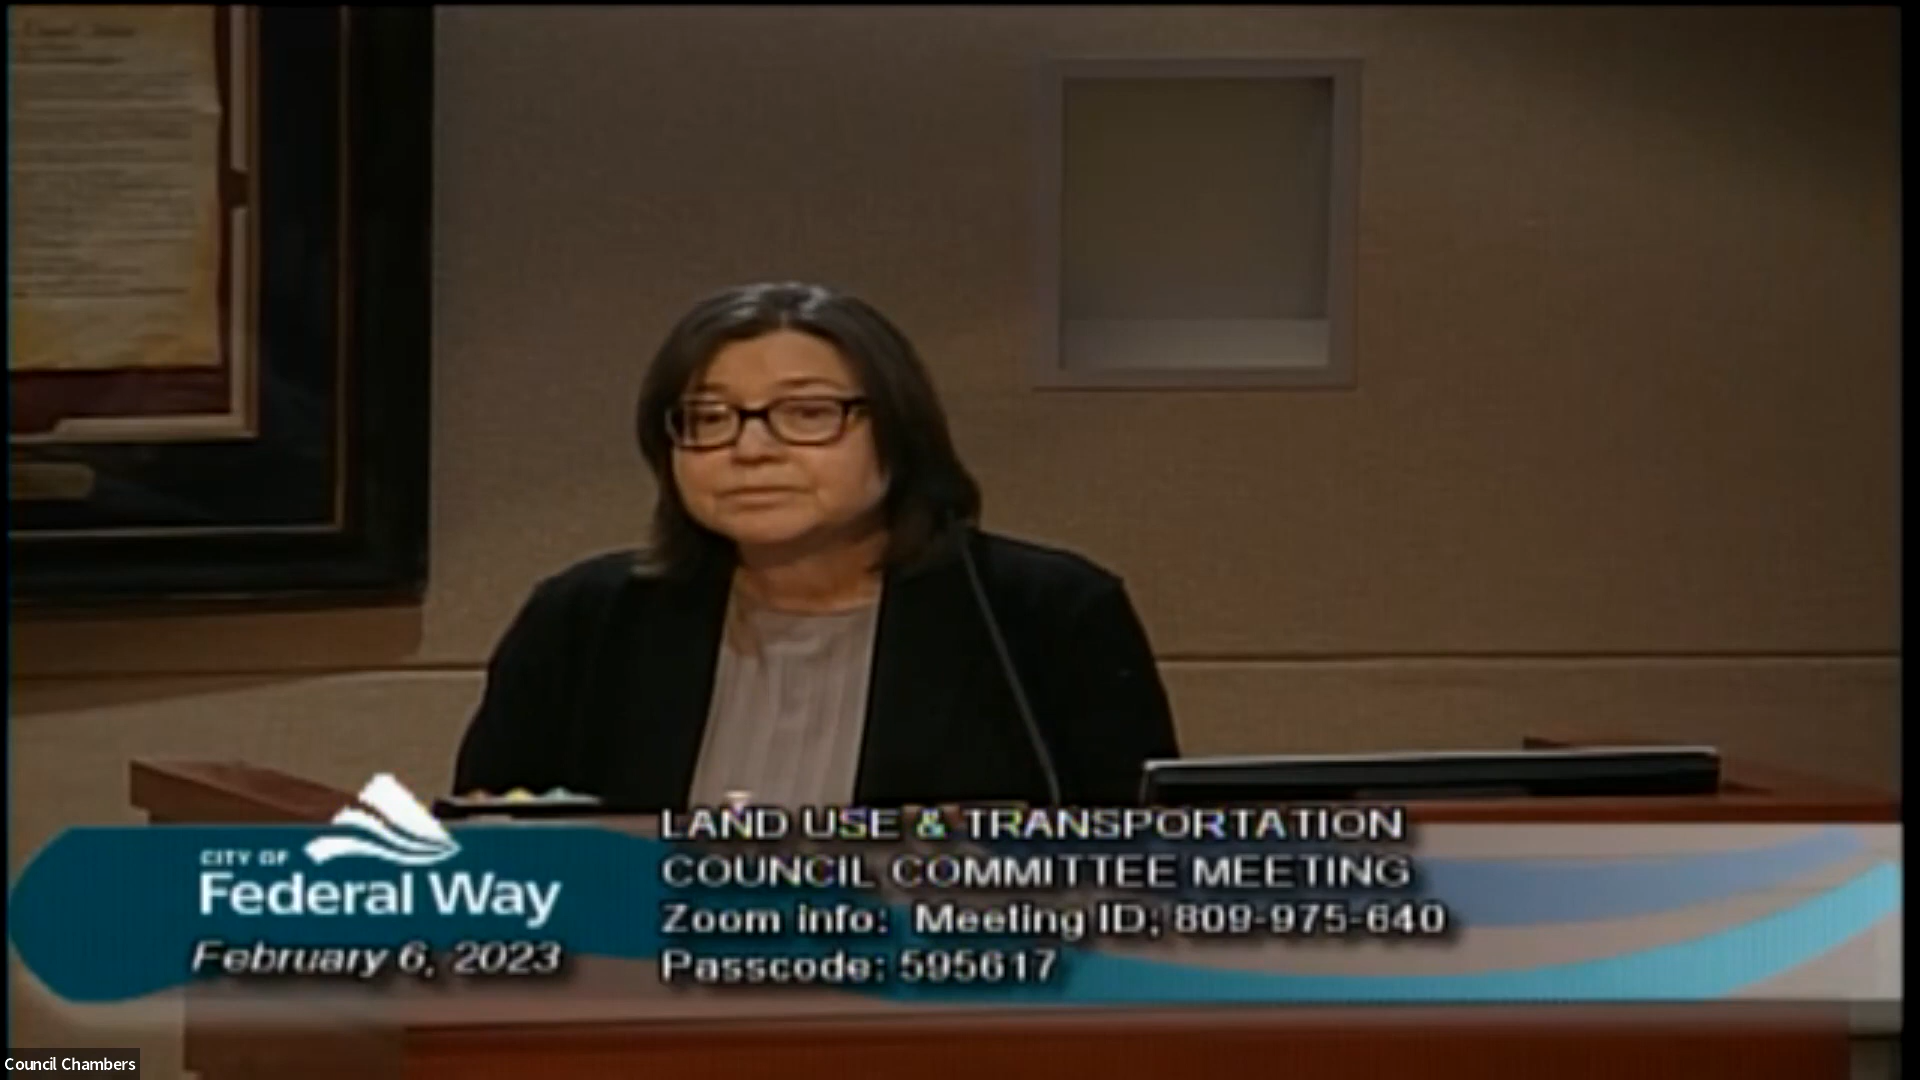 CITY OF
Federal Way
February 6, 2023
LAND USE & TRANSPORTATION
COUNCIL COMMITTEE MEETING
Zoom info: Meeting ID; 809-975-640
Passcode: 595617
Council Chambers